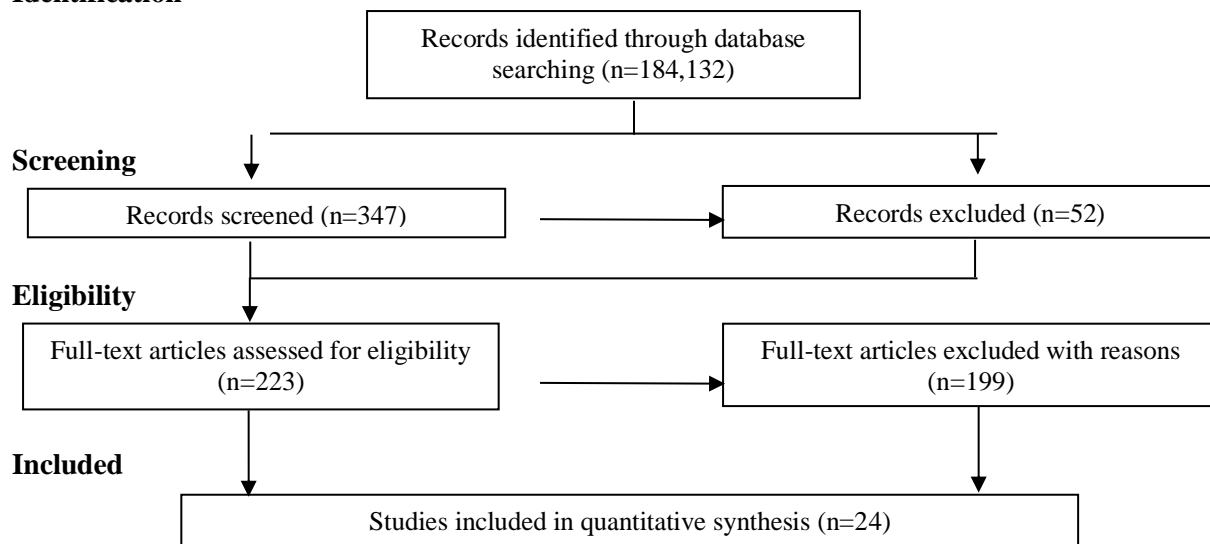 Records identified through database
searching (n=184,132)
Screening
Records screened (n=347)
Records excluded (n=52)
Eligibility
Full-text articles assessed for eligibility
(n=223)
Full-text articles excluded with reasons
(n=199)
Included
Studies included in quantitative synthesis (n=24)